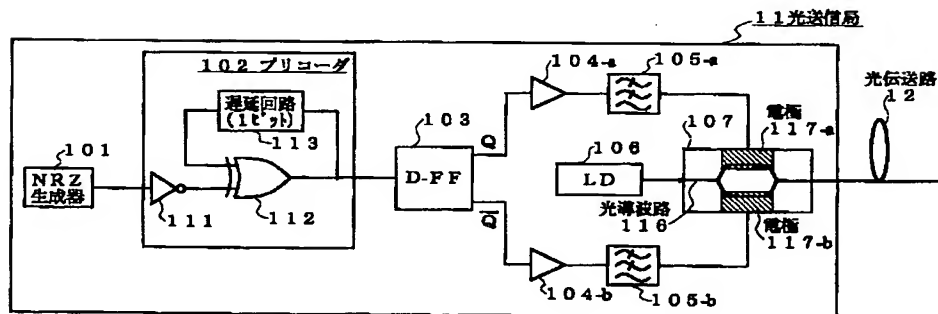 11光送信局
102 プリコーダ
104-a
105-a
光伝送路
12
遅延回路
(1ビット)
113
103
107
電極
117-a
101
106
Q
NRZ
生成器
D-FF
LD
111
112
光導波路
116
Q̅
電極
117-b
104-b
105-b